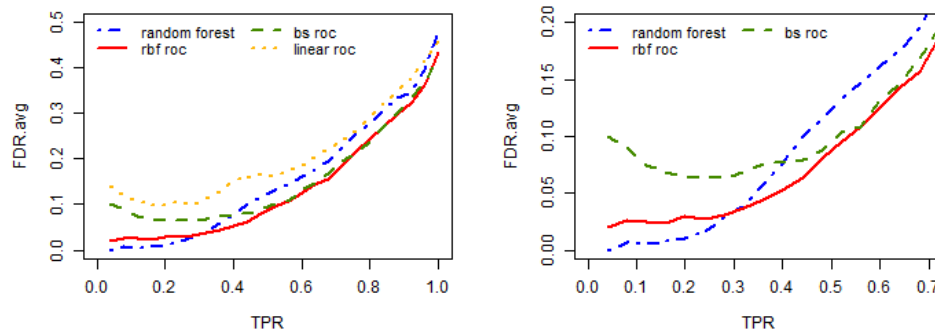 random forest
rbf roc
bs roc
linear roc
FDR.avg
0.5
0.4
0.3
0.2
0.1
0.0
0.0 0.2 0.4 0.6 0.8 1.0
TPR
random forest
rbf roc
bs roc
FDR.avg
0.20
0.15
0.10
0.05
0.00
0.0 0.1 0.2 0.3 0.4 0.5 0.6 0.7
TPR